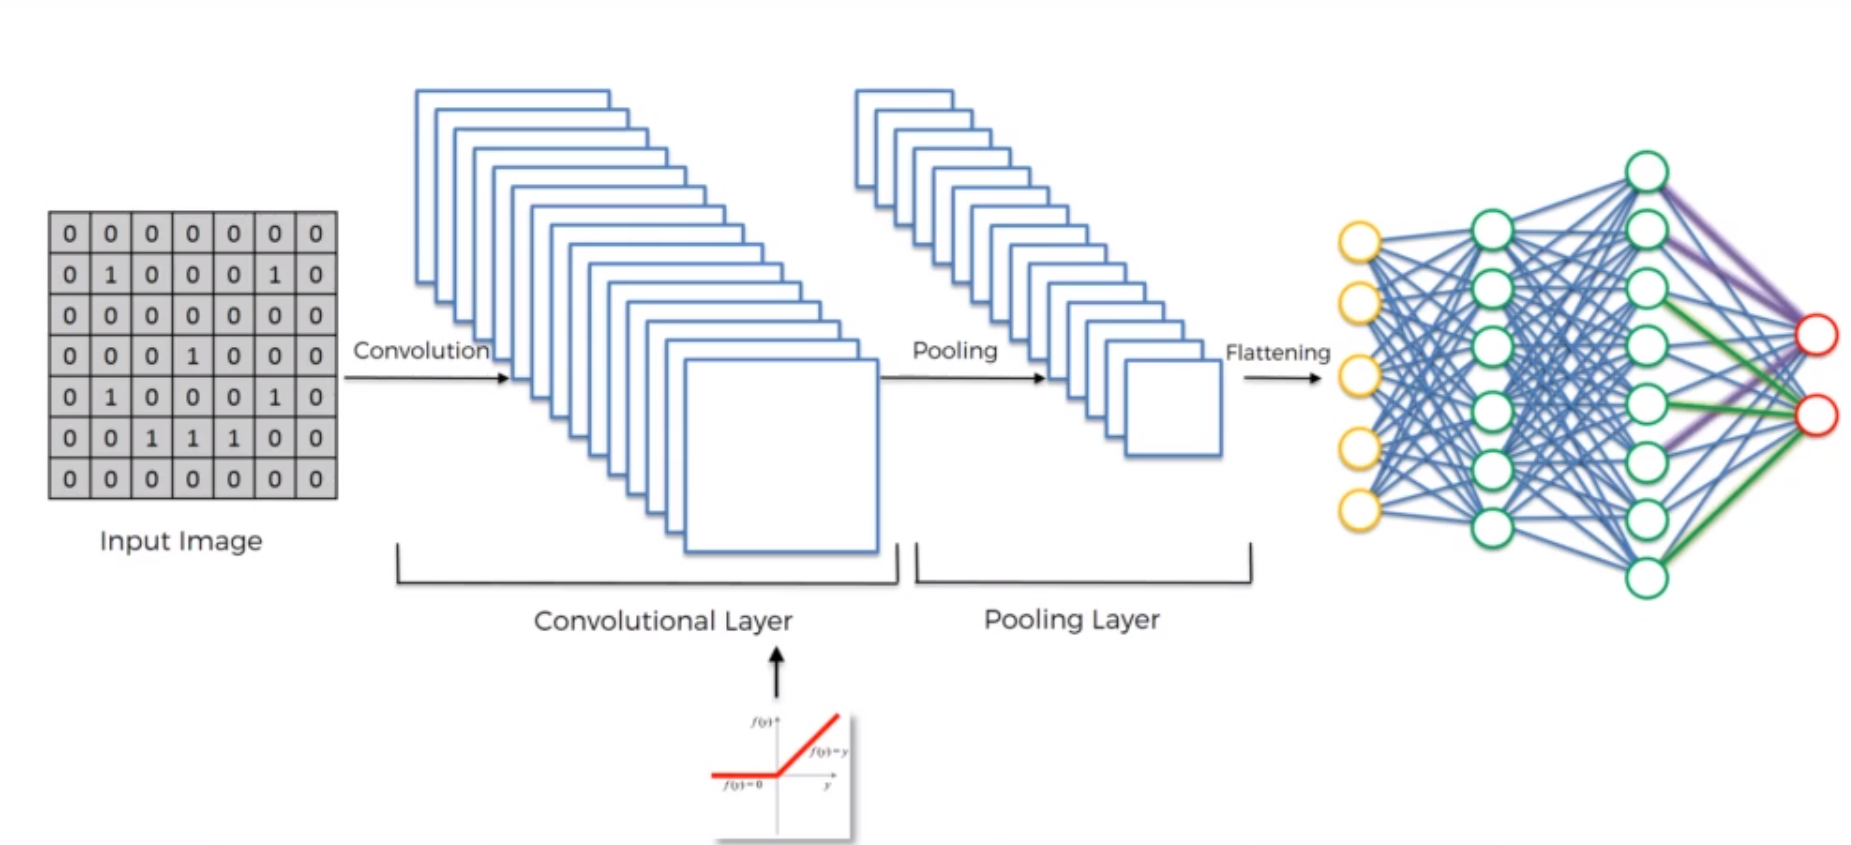 0 0 0 0 0 0 0
0 1 0 0 0 1 0
0 0 0 0 0 0 0
0 0 0 1 0 0 0
0 1 0 0 0 1 0
0 0 1 1 1 0 0
0 0 0 0 0 0 0
Input Image
Convolution
Pooling
Flattening
Convolutional Layer
Pooling Layer
f(y)
f(y)=y
f(y)=0
y